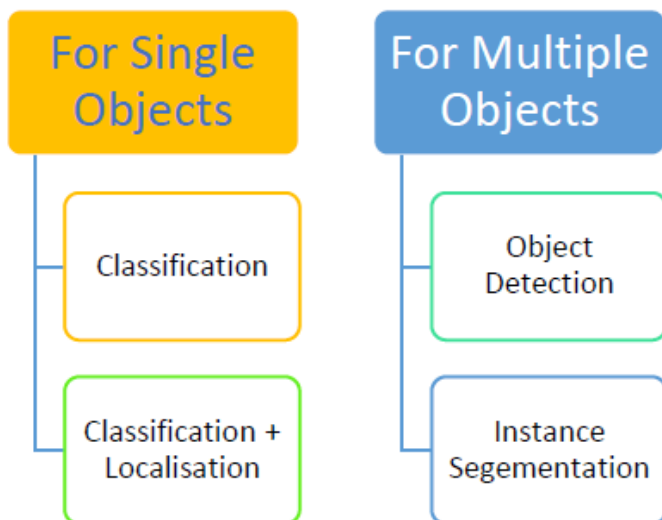 For Single
Objects
Classification
Classification +
Localisation
For Multiple
Objects
Object
Detection
Instance
Segementation